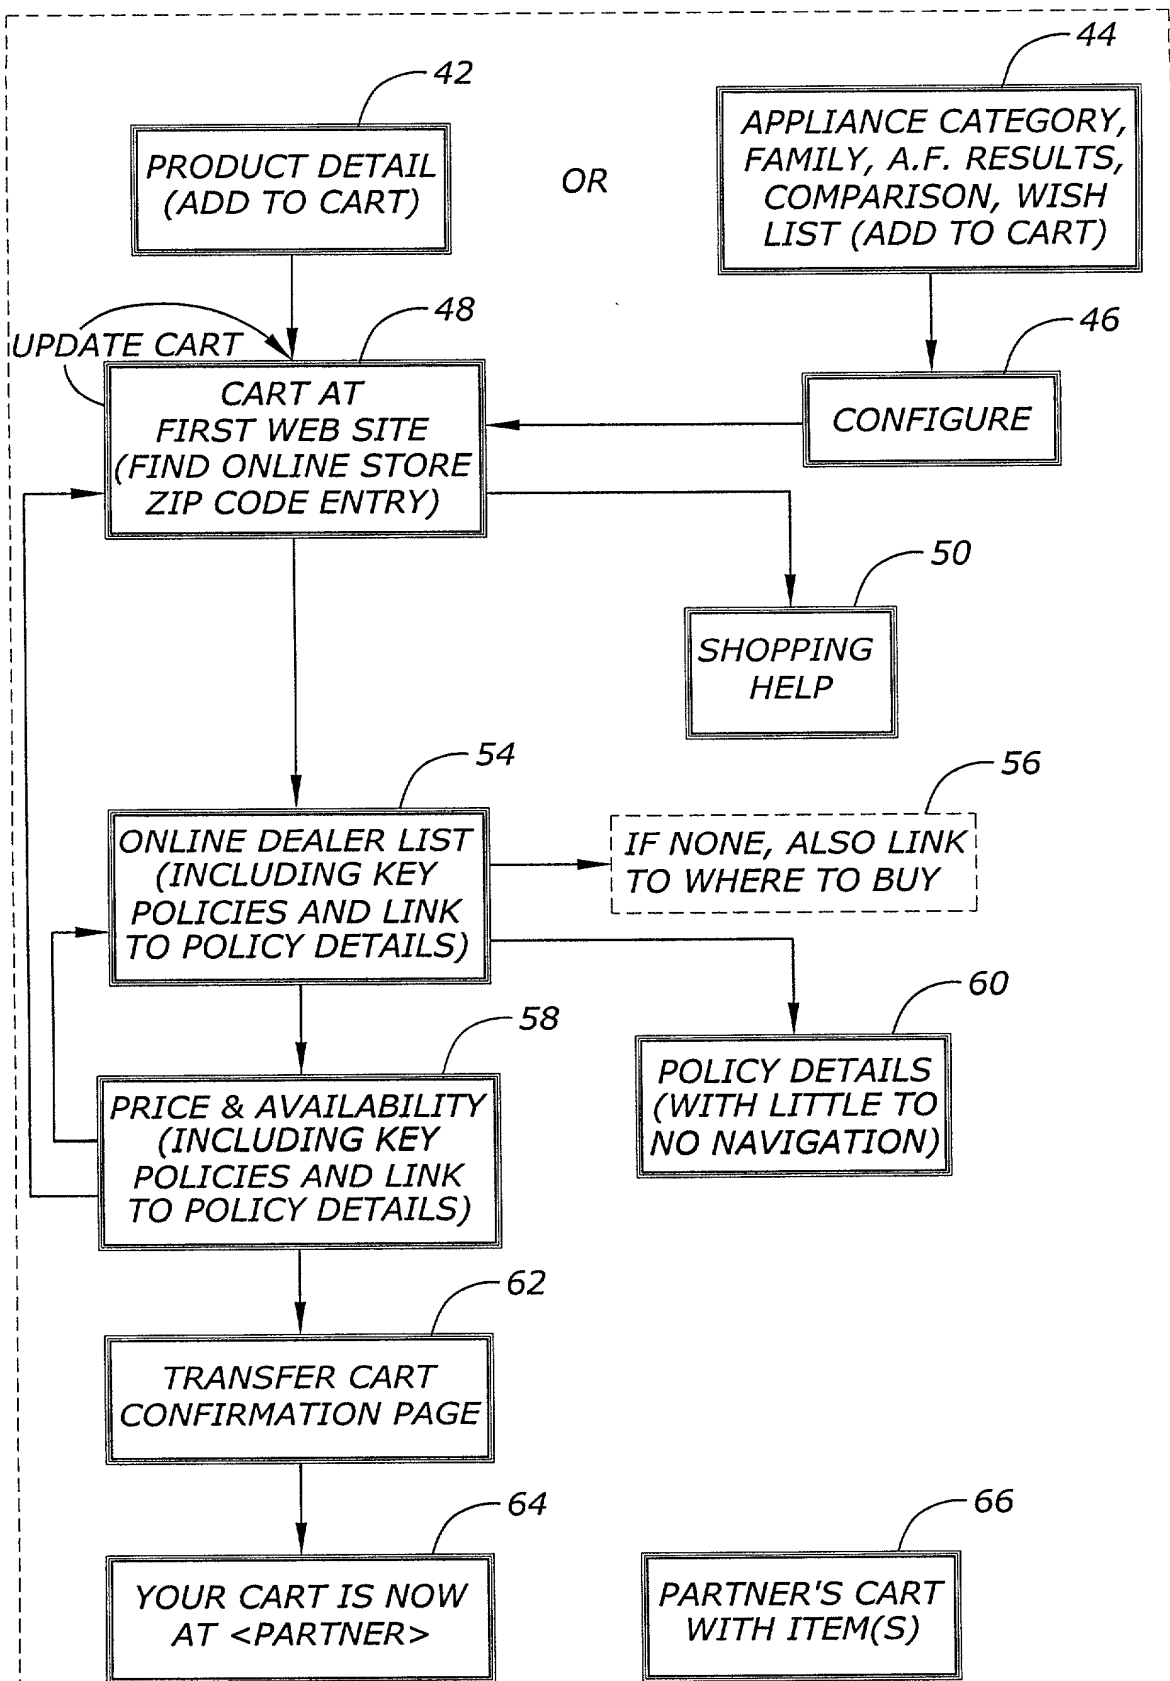 42
PRODUCT DETAIL
(ADD TO CART)
OR
44
APPLIANCE CATEGORY,
FAMILY, A.F. RESULTS,
COMPARISON, WISH
LIST (ADD TO CART)
UPDATE CART
48
CART AT
FIRST WEB SITE
(FIND ONLINE STORE
ZIP CODE ENTRY)
46
CONFIGURE
50
SHOPPING
HELP
54
ONLINE DEALER LIST
(INCLUDING KEY
POLICIES AND LINK
TO POLICY DETAILS)
56
IF NONE, ALSO LINK
TO WHERE TO BUY
58
PRICE & AVAILABILITY
(INCLUDING KEY
POLICIES AND LINK
TO POLICY DETAILS)
60
POLICY DETAILS
(WITH LITTLE TO
NO NAVIGATION)
62
TRANSFER CART
CONFIRMATION PAGE
64
YOUR CART IS NOW
AT <PARTNER>
66
PARTNER'S CART
WITH ITEM(S)